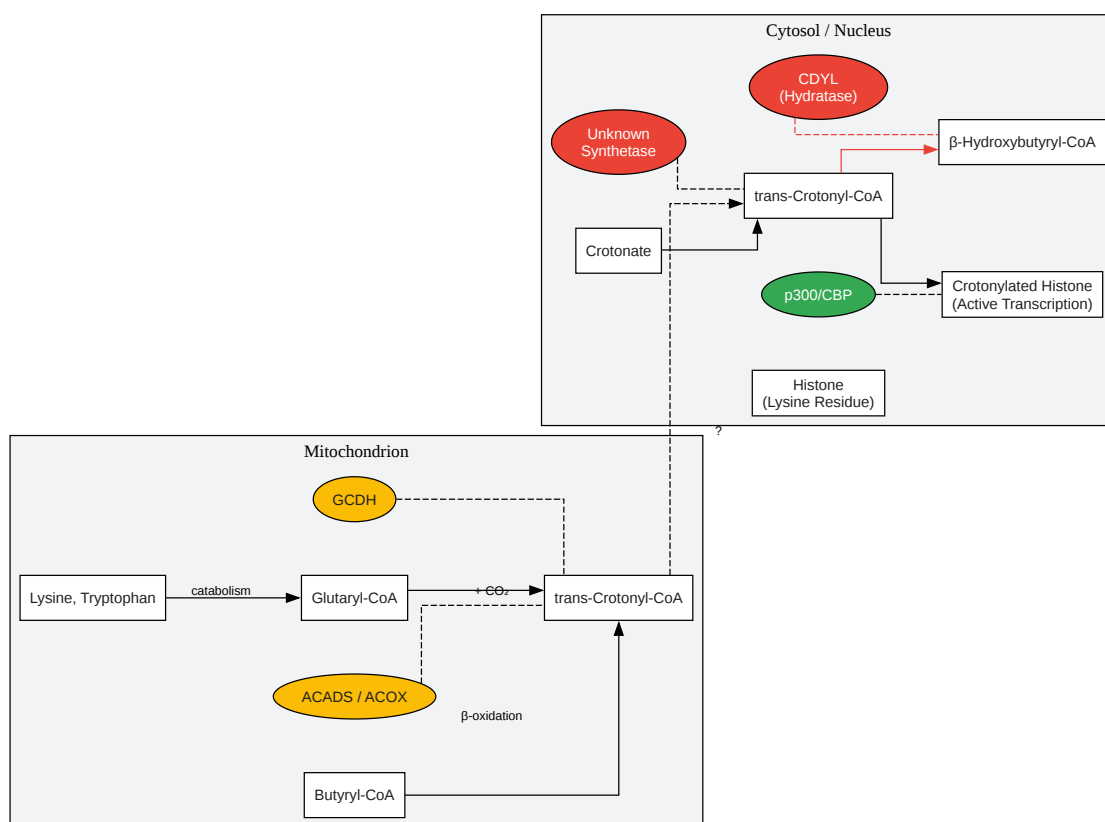 Cytosol / Nucleus
CDYL
(Hydratase)
Unknown
Synthetase
β-Hydroxybutyryl-CoA
trans-Crotonyl-CoA
Crotonate
p300/CBP
Crotonylated Histone
(Active Transcription)
Histone
(Lysine Residue)
?
Mitochondrion
GCDH
Lysine, Tryptophan
catabolism
Glutaryl-CoA
+ CO₂
trans-Crotonyl-CoA
ACADS / ACOX
β-oxidation
Butyryl-CoA